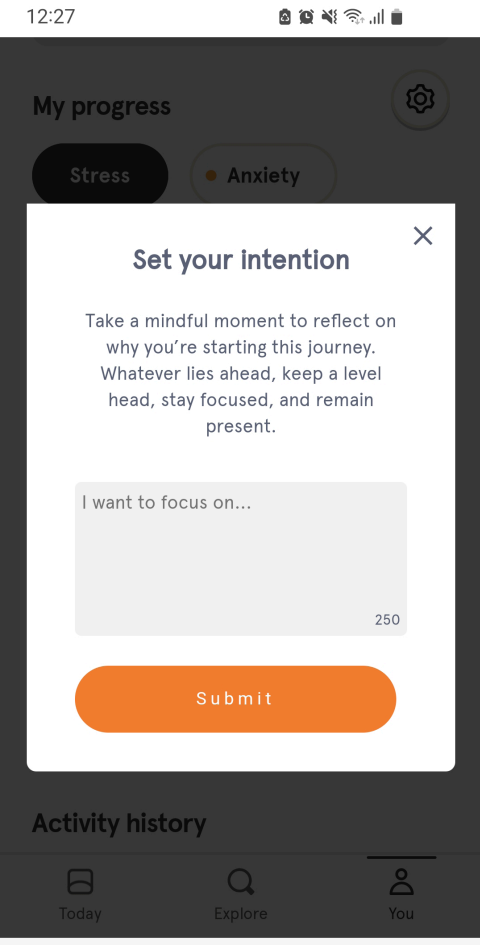 12:27
My progress
Stress
Anxiety
Set your intention
Take a mindful moment to reflect on
why you're starting this journey.
Whatever lies ahead, keep a level
head, stay focused, and remain
present.
I want to focus on...
250
Submit
Activity history
Today
Explore
You